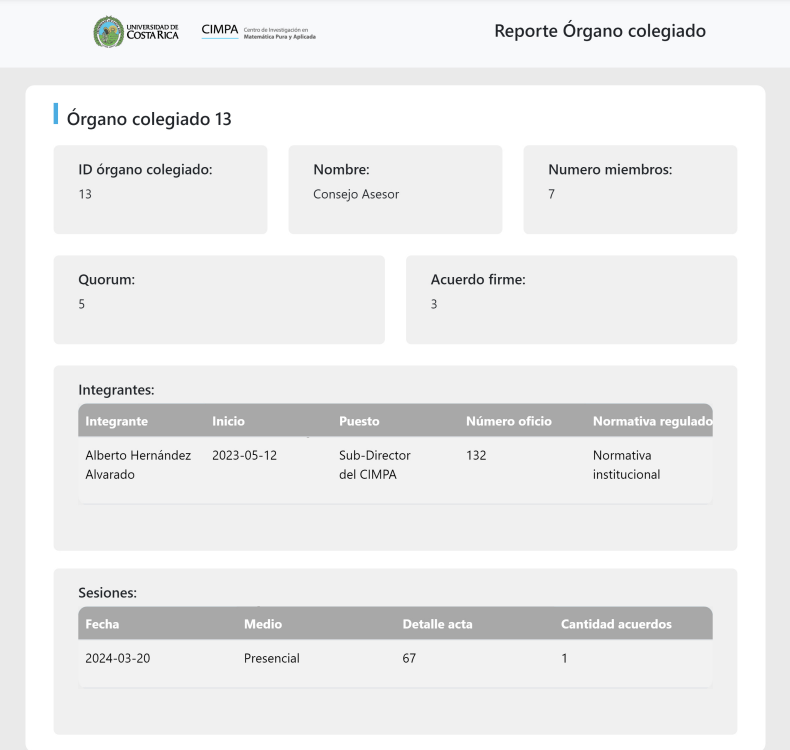 UNIVERSIDAD DE
COSTA RICA
CIMPA
Centro de Investigación en
Matemática Pura y Aplicada
Reporte Órgano colegiado
Órgano colegiado 13
ID órgano colegiado:
13
Nombre:
Consejo Asesor
Numero miembros:
7
Quorum:
5
Acuerdo firme:
3
Integrantes:
Integrante Inicio Puesto Número oficio Normativa regulado
Alberto Hernández 2023-05-12 Sub-Director 132 Normativa
Alvarado del CIMPA institucional
Sesiones:
Fecha Medio Detalle acta Cantidad acuerdos
2024-03-20 Presencial 67 1